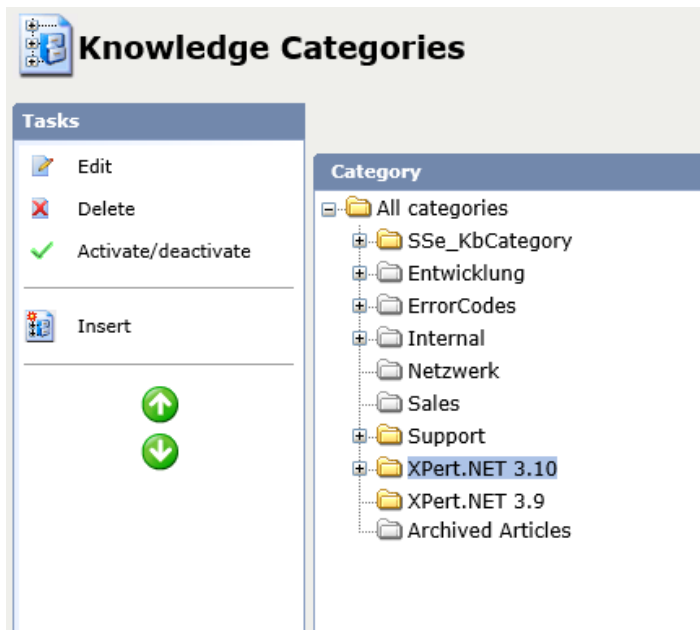 Knowledge Categories
Tasks
Edit
Delete
Activate/deactivate
Insert
Category
All categories
SSe_KbCategory
Entwicklung
ErrorCodes
Internal
Netzwerk
Sales
Support
XPert.NET 3.10
XPert.NET 3.9
Archived Articles